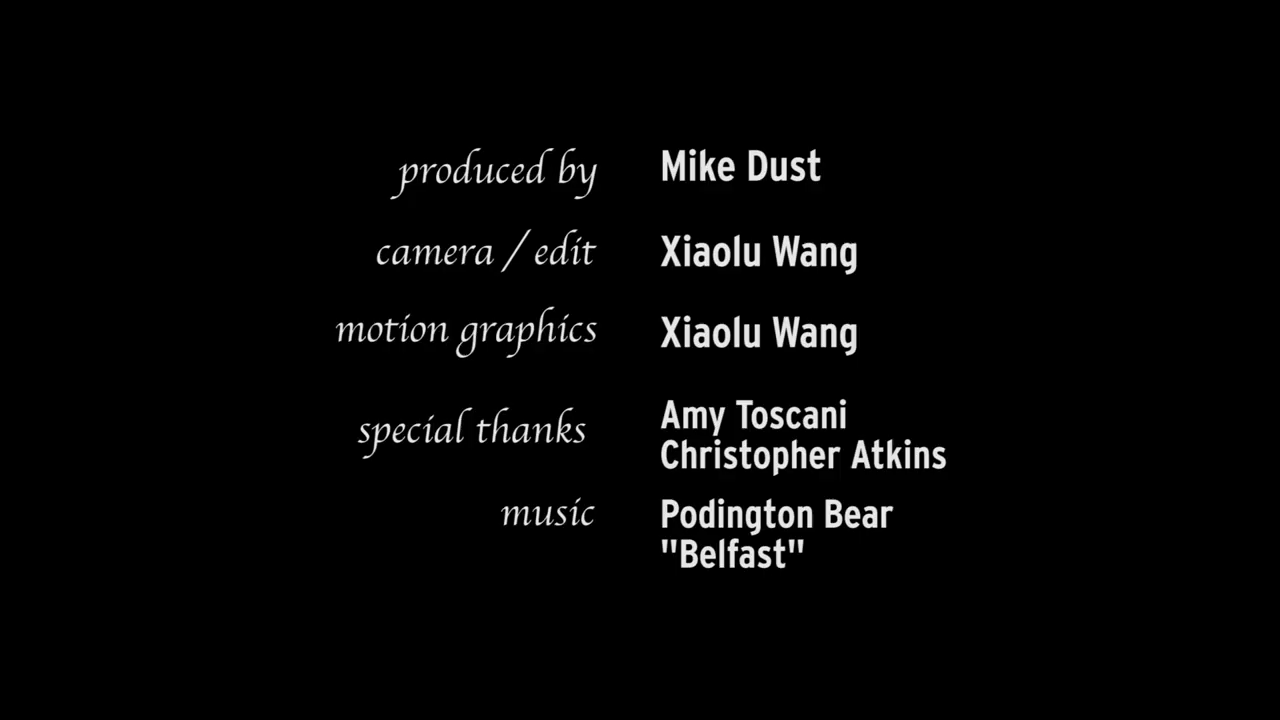 produced by Mike Dust
camera / edit Xiaolu Wang
motion graphics Xiaolu Wang
special thanks Amy Toscani
Christopher Atkins
music Podington Bear
"Belfast"